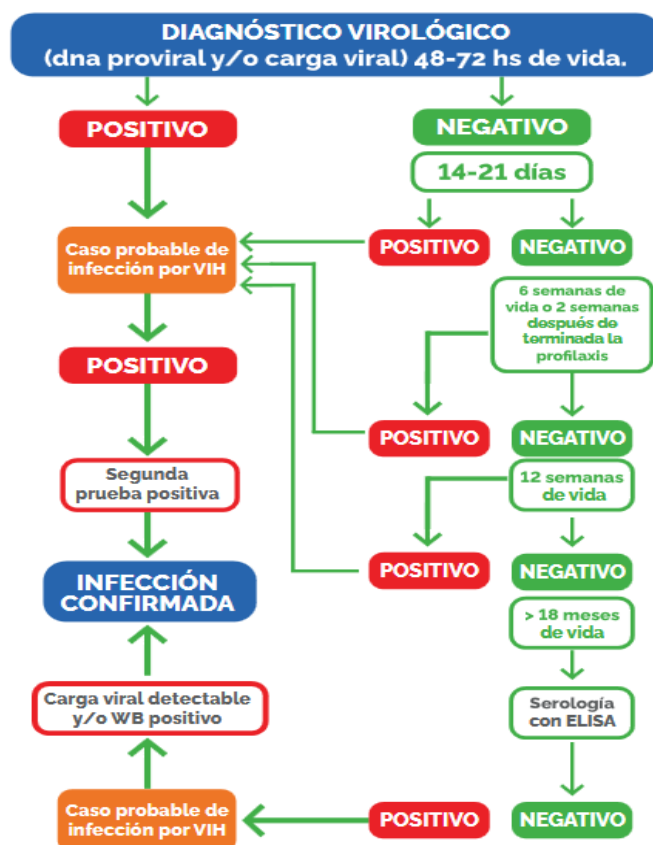 DIAGNÓSTICO VIROLÓGICO
(dna proviral y/o carga viral) 48-72 hs de vida.
POSITIVO
NEGATIVO
14-21 días
Caso probable de
infección por VIH
POSITIVO
NEGATIVO
6 semanas de
vida o 2 semanas
después de
terminada la
profilaxis
POSITIVO
POSITIVO
NEGATIVO
Segunda
prueba positiva
12 semanas
de vida
INFECCIÓN
CONFIRMADA
POSITIVO
NEGATIVO
> 18 meses
de vida
Carga viral detectable
y/o WB positivo
Serología
con ELISA
Caso probable de
infección por VIH
POSITIVO
NEGATIVO